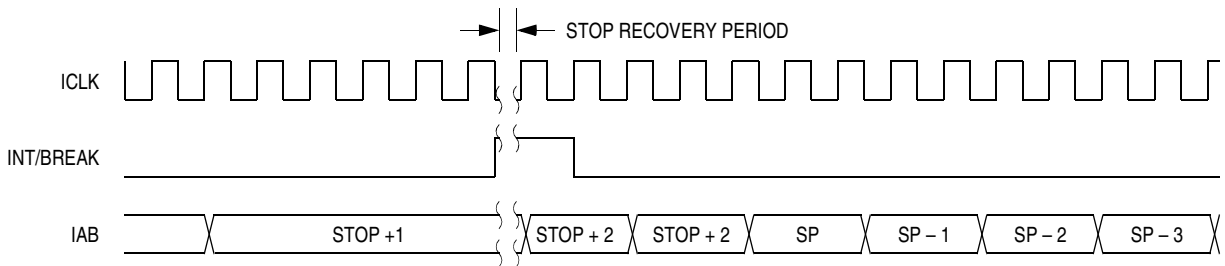 STOP RECOVERY PERIOD
ICLK
INT/BREAK
IAB STOP +1 STOP + 2 STOP + 2 SP SP – 1 SP – 2 SP – 3